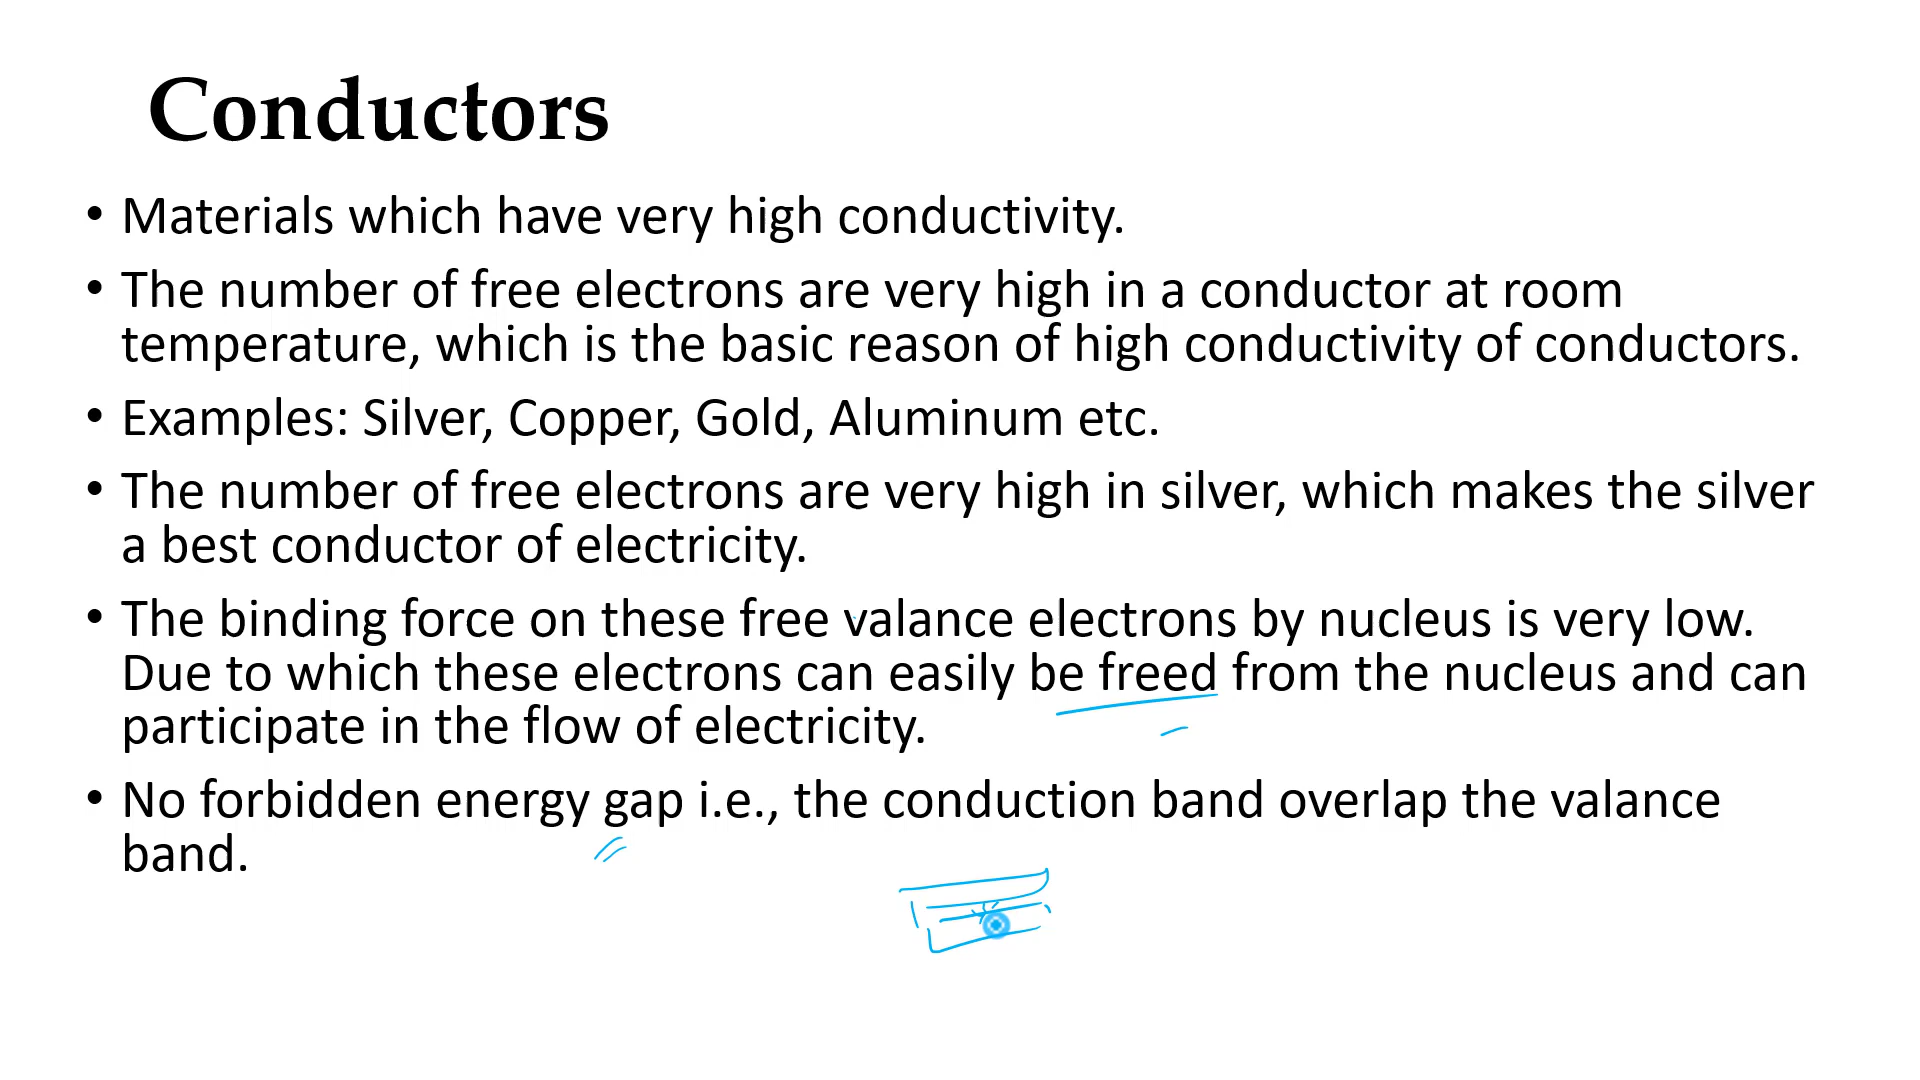 Conductors
• Materials which have very high conductivity.
• The number of free electrons are very high in a conductor at room
temperature, which is the basic reason of high conductivity of conductors.
• Examples: Silver, Copper, Gold, Aluminum etc.
• The number of free electrons are very high in silver, which makes the silver
a best conductor of electricity.
• The binding force on these free valance electrons by nucleus is very low.
Due to which these electrons can easily be freed from the nucleus and can
participate in the flow of electricity.
• No forbidden energy gap i.e., the conduction band overlap the valance
band.